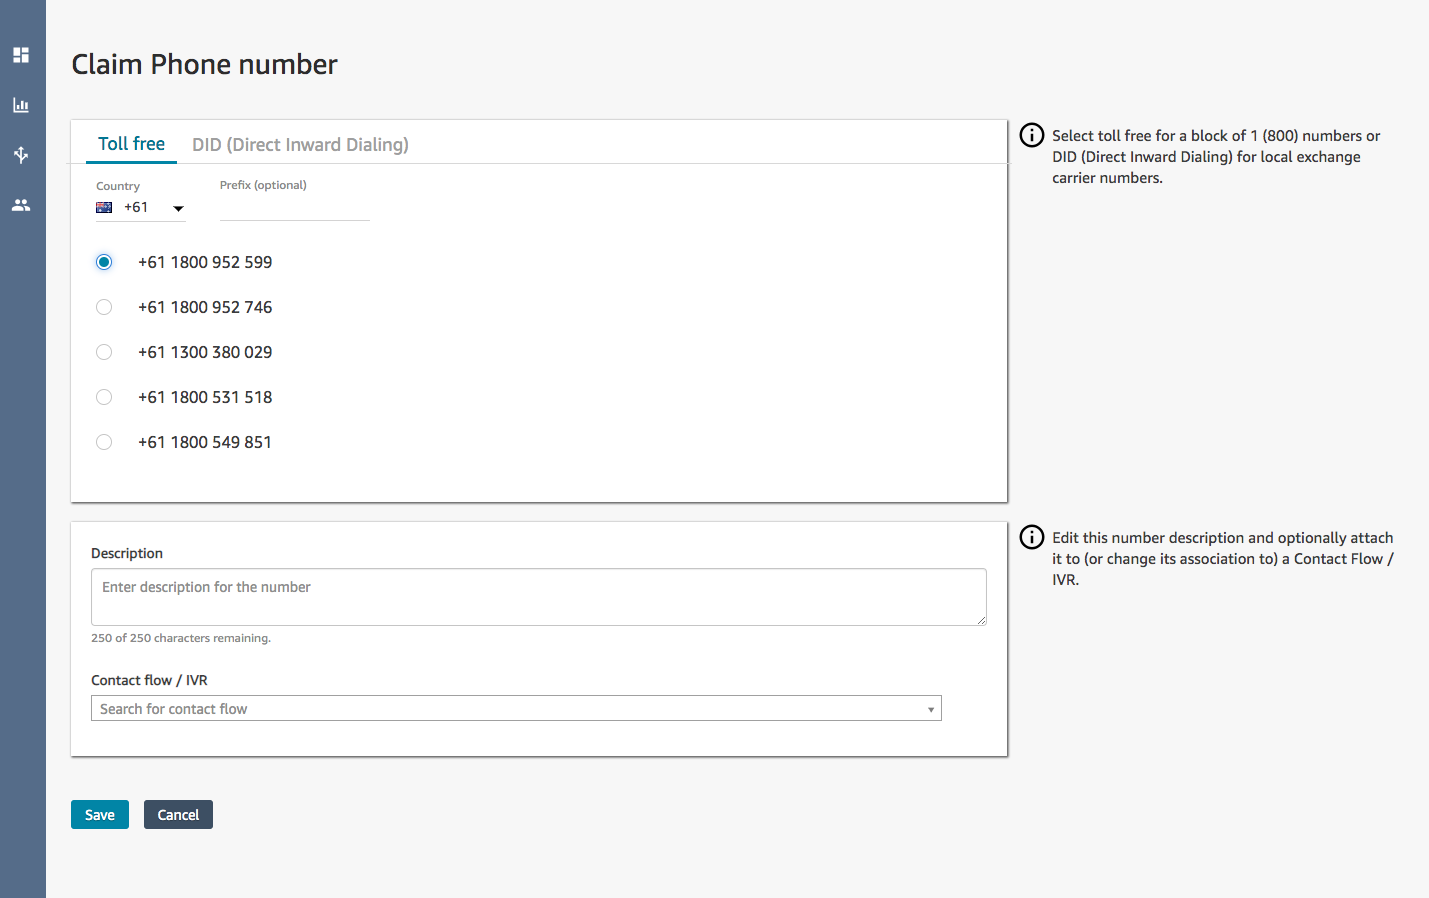 Claim Phone number
Toll free
DID (Direct Inward Dialing)
Country
Prefix (optional)
+61
+61 1800 952 599
+61 1800 952 746
+61 1300 380 029
+61 1800 531 518
+61 1800 549 851
Select toll free for a block of 1 (800) numbers or
DID (Direct Inward Dialing) for local exchange
carrier numbers.
Description
Enter description for the number
250 of 250 characters remaining.
Contact flow / IVR
Search for contact flow
Edit this number description and optionally attach
it to (or change its association to) a Contact Flow /
IVR.
Save
Cancel